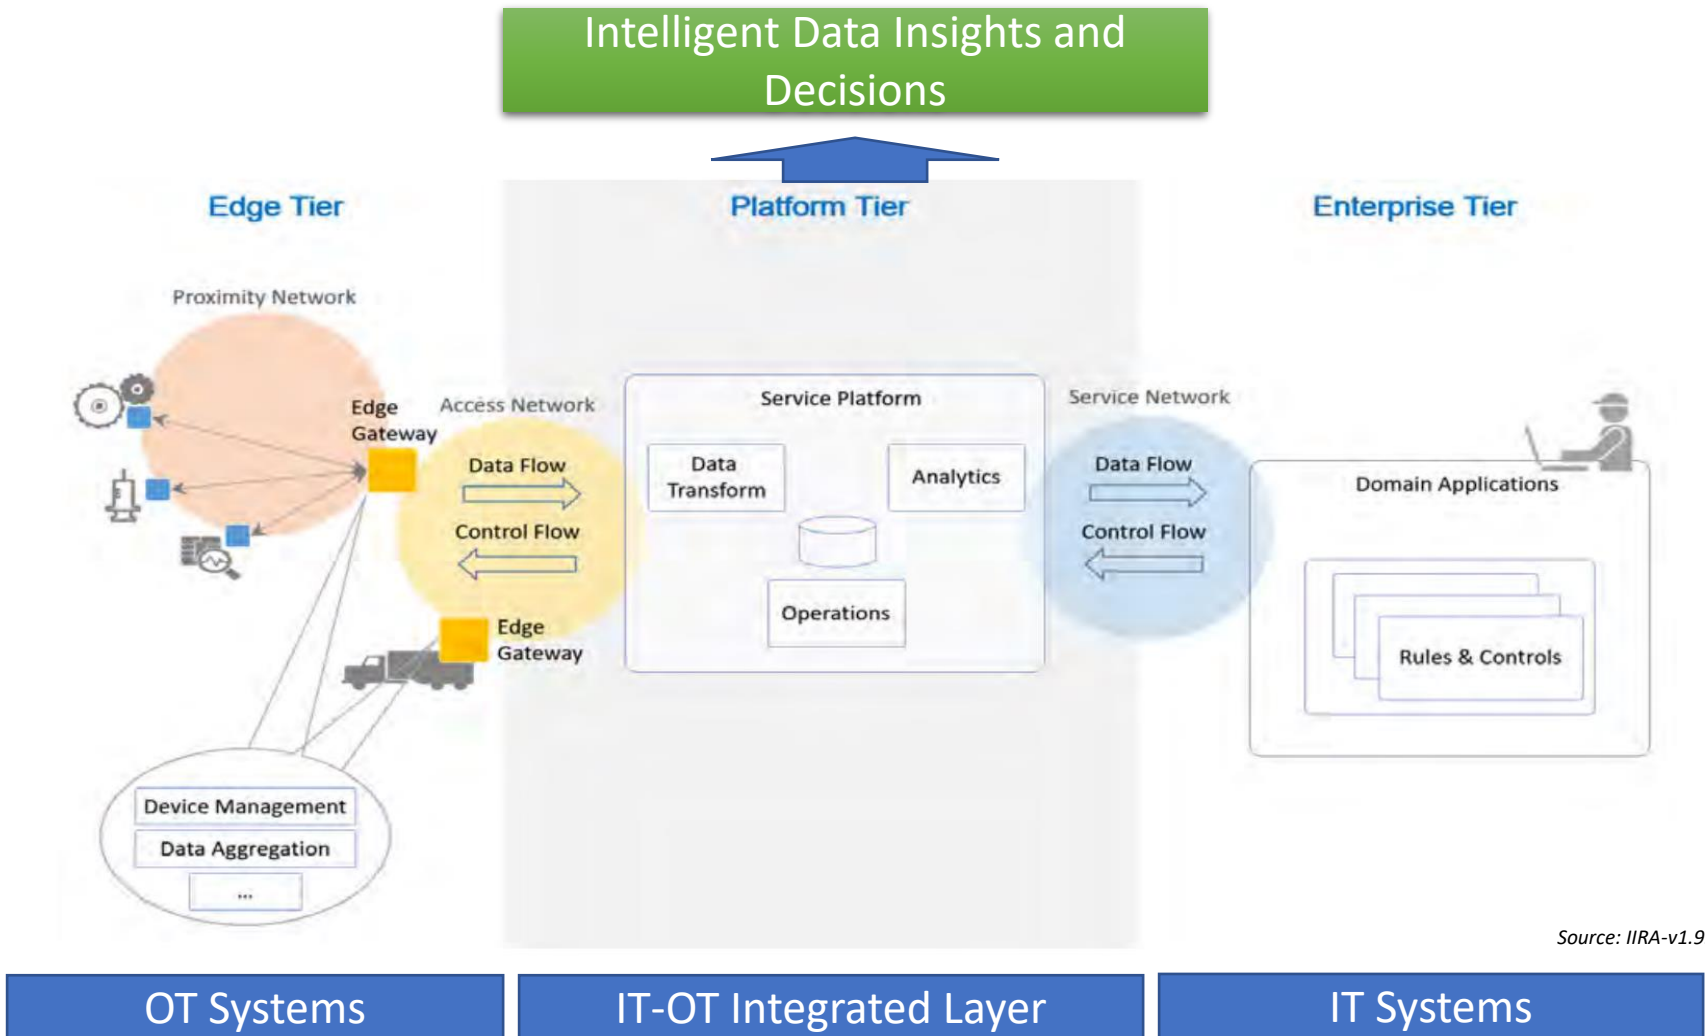 Intelligent Data Insights and
Decisions
Edge Tier
Platform Tier
Enterprise Tier
Proximity Network
Edge
Gateway
Access Network
Data Flow
Control Flow
Edge
Gateway
Service Platform
Data
Transform
Analytics
Operations
Service Network
Data Flow
Control Flow
Domain Applications
Rules & Controls
Device Management
Data Aggregation
...
Source: IIRA-v1.9
OT Systems
IT-OT Integrated Layer
IT Systems